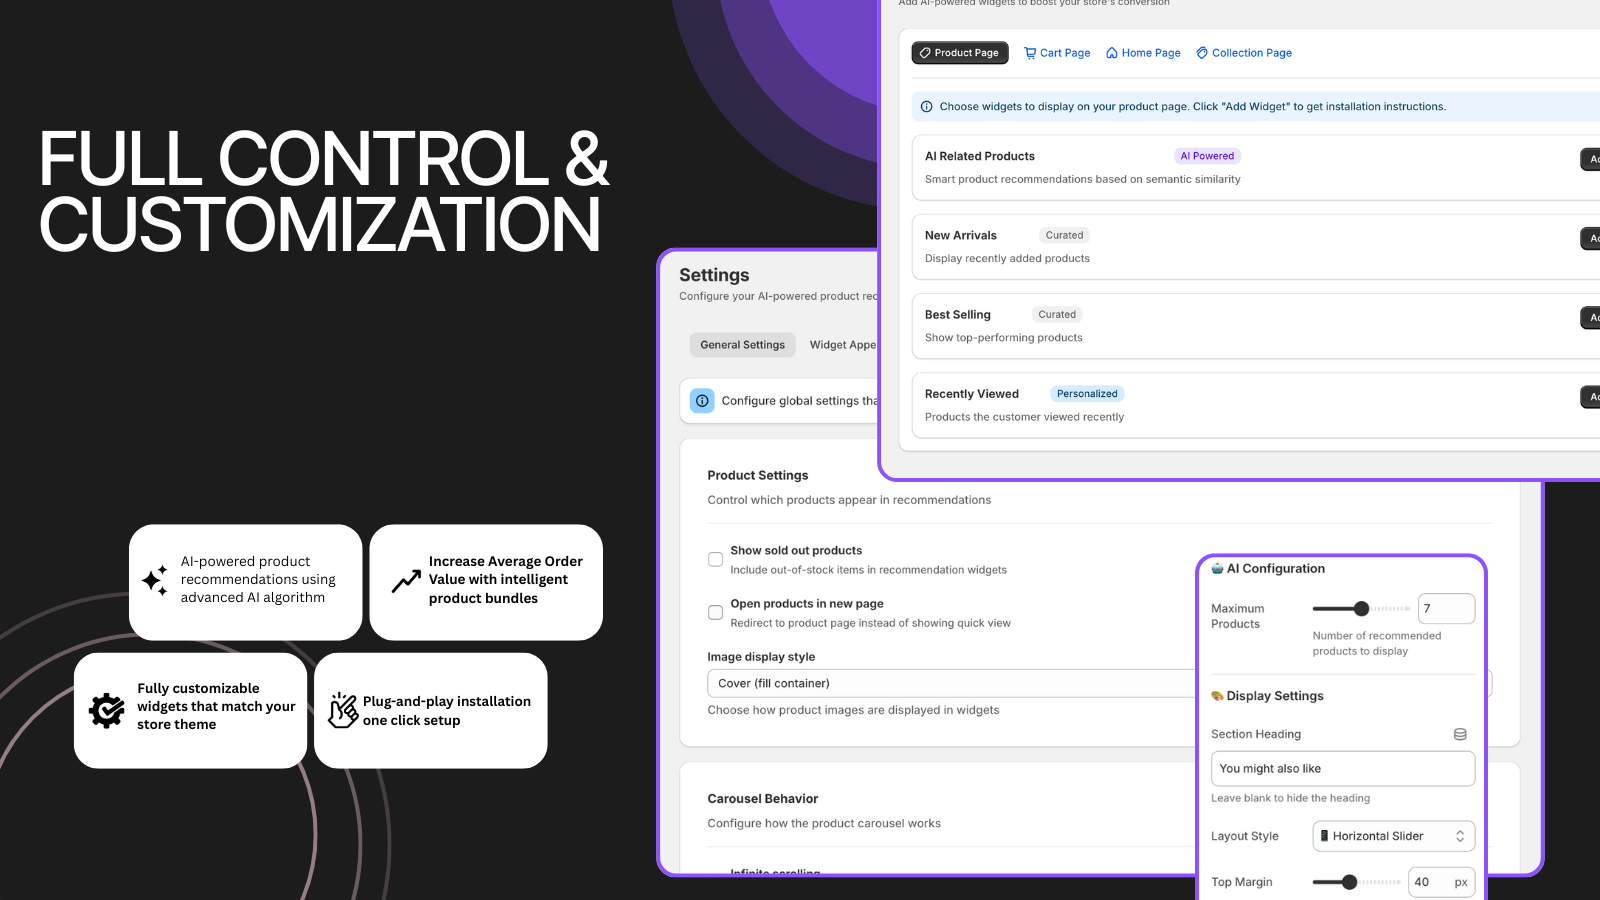 FULL CONTROL &
CUSTOMIZATION
AI-powered product
recommendations using
advanced AI algorithm
Increase Average Order
Value with intelligent
product bundles
Fully customizable
widgets that match your
store theme
Plug-and-play installation
one click setup
Add AI-powered widgets to boost your store's conversion
Product Page
Cart Page
Home Page
Collection Page
Choose widgets to display on your product page. Click "Add Widget" to get installation instructions.
AI Related Products
AI Powered
Smart product recommendations based on semantic similarity
New Arrivals
Curated
Display recently added products
Best Selling
Curated
Show top-performing products
Recently Viewed
Personalized
Products the customer viewed recently
Settings
Configure your AI-powered product
General Settings
Widget
Configure global settings
Product Settings
Control which products appear in recommendations
Show sold out products
Include out-of-stock items in recommendation widgets
Open products in new page
Redirect to product page instead of showing quick view
Image display style
Cover (fill container)
Choose how product images are displayed in widgets
Carousel Behavior
Configure how the product carousel works
Infinite scrolling
AI Configuration
Maximum
Products
7
Number of recommended
products to display
Display Settings
Section Heading
You might also like
Leave blank to hide the heading
Layout Style
Horizontal Slider
Top Margin
40 px